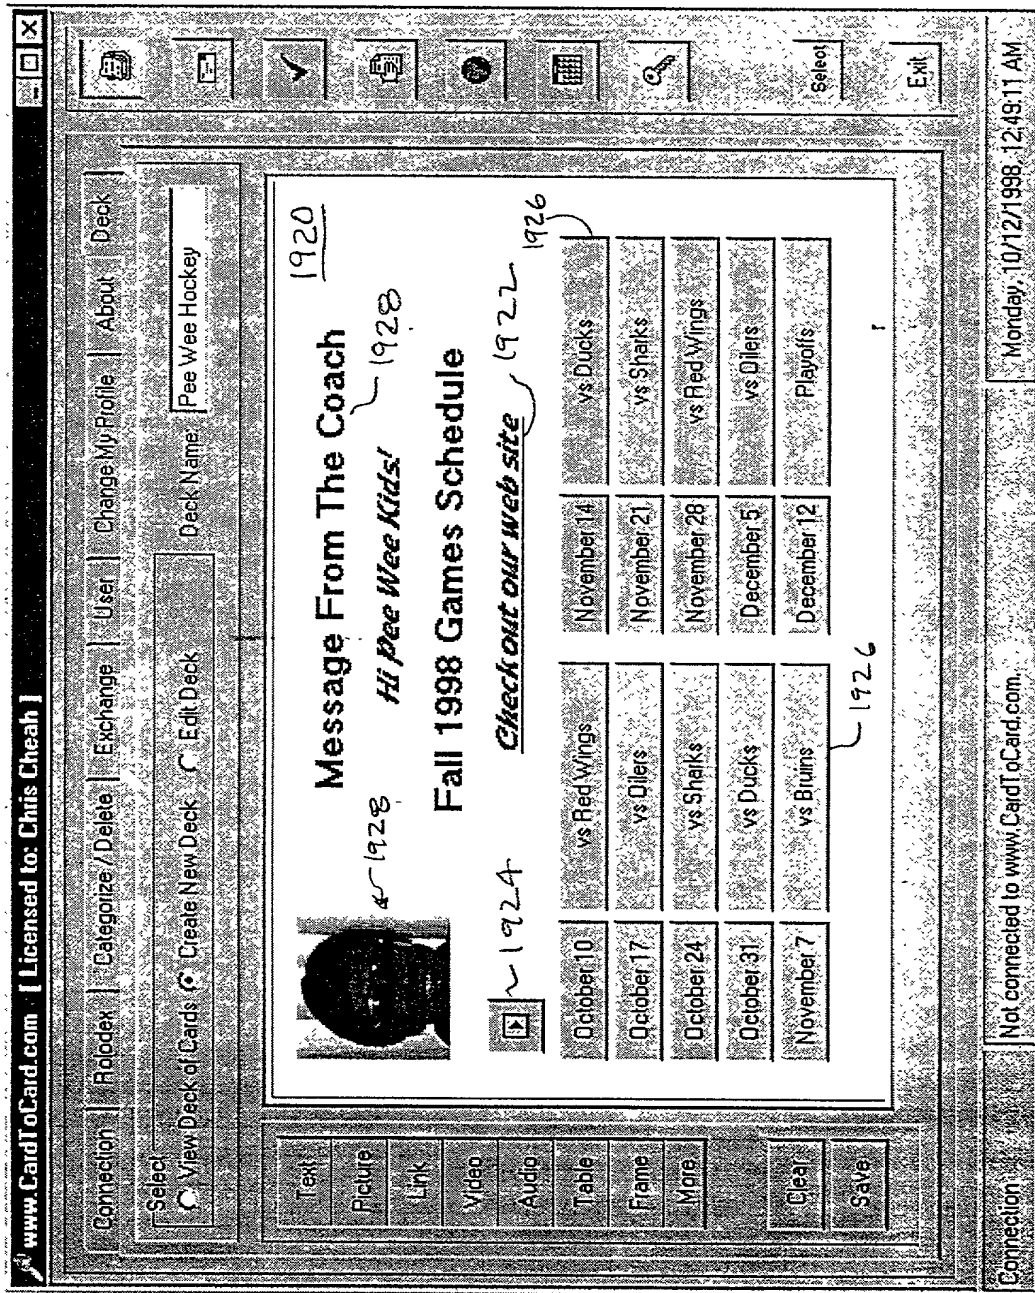 www.CardToCard.com [ Licensed to: Chris Cheah ]
Connection Rolodex Categorize / Delete Exchange User Change My Profile About Deck
Select
View Deck of Cards Create New Deck Edit Deck Deck Name: Pee Wee Hockey
Text
Picture
Link
Video
Audio
Table
Frame
More
Clear
Save
1920
Message From The Coach
1928 Hi Pee Wee Kids! 1928
Fall 1998 Games Schedule
1924 Check out our web site 1922
1926
October 10 vs Red Wings November 14 vs Ducks
October 17 vs Oilers November 21 vs Sharks
October 24 vs Sharks November 28 vs Red Wings
October 31 vs Ducks December 5 vs Oilers
November 7 vs Bruins December 12 Playoffs
1926
Select
Exit
Connection Not connected to www.CardToCard.com. Monday, 10/12/1998, 12:49:11 AM